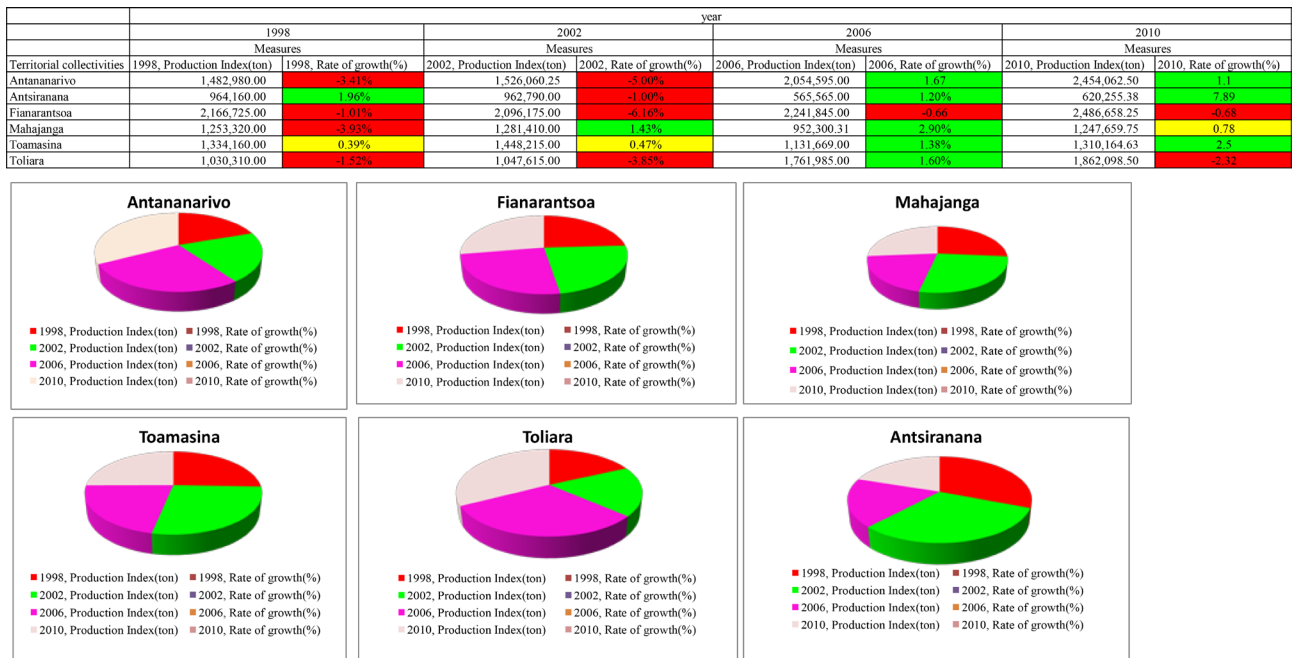 year
1998 2002 2006 2010
Measures Measures Measures Measures
Territorial collectivities 1998, Production Index(ton) 1998, Rate of growth(%) 2002, Production Index(ton) 2002, Rate of growth(%) 2006, Production Index(ton) 2006, Rate of growth(%) 2010, Production Index(ton) 2010, Rate of growth(%)
Antananarivo 1,482,980.00 -3.41% 1,526,060.25 -5.00% 2,054,595.00 1.67 2,454,062.50 1.1
Antsiranana 964,160.00 1.96% 962,790.00 -1.00% 565,565.00 1.20% 620,255.38 7.89
Fianarantsoa 2,166,725.00 -1.01% 2,096,175.00 -6.16% 2,241,845.00 -0.66 2,486,658.25 -0.68
Mahajanga 1,253,320.00 -3.93% 1,281,410.00 1.43% 952,300.31 2.90% 1,247,659.75 0.78
Toamasina 1,334,160.00 0.39% 1,448,215.00 0.47% 1,131,669.00 1.38% 1,310,164.63 2.5
Toliara 1,030,310.00 -1.52% 1,047,615.00 -3.85% 1,761,985.00 1.60% 1,862,098.50 -2.32
Antananarivo
1998, Production Index(ton) 1998, Rate of growth(%)
2002, Production Index(ton) 2002, Rate of growth(%)
2006, Production Index(ton) 2006, Rate of growth(%)
2010, Production Index(ton) 2010, Rate of growth(%)
Fianarantsoa
1998, Production Index(ton) 1998, Rate of growth(%)
2002, Production Index(ton) 2002, Rate of growth(%)
2006, Production Index(ton) 2006, Rate of growth(%)
2010, Production Index(ton) 2010, Rate of growth(%)
Mahajanga
1998, Production Index(ton) 1998, Rate of growth(%)
2002, Production Index(ton) 2002, Rate of growth(%)
2006, Production Index(ton) 2006, Rate of growth(%)
2010, Production Index(ton) 2010, Rate of growth(%)
Toamasina
1998, Production Index(ton) 1998, Rate of growth(%)
2002, Production Index(ton) 2002, Rate of growth(%)
2006, Production Index(ton) 2006, Rate of growth(%)
2010, Production Index(ton) 2010, Rate of growth(%)
Toliara
1998, Production Index(ton) 1998, Rate of growth(%)
2002, Production Index(ton) 2002, Rate of growth(%)
2006, Production Index(ton) 2006, Rate of growth(%)
2010, Production Index(ton) 2010, Rate of growth(%)
Antsiranana
1998, Production Index(ton) 1998, Rate of growth(%)
2002, Production Index(ton) 2002, Rate of growth(%)
2006, Production Index(ton) 2006, Rate of growth(%)
2010, Production Index(ton) 2010, Rate of growth(%)